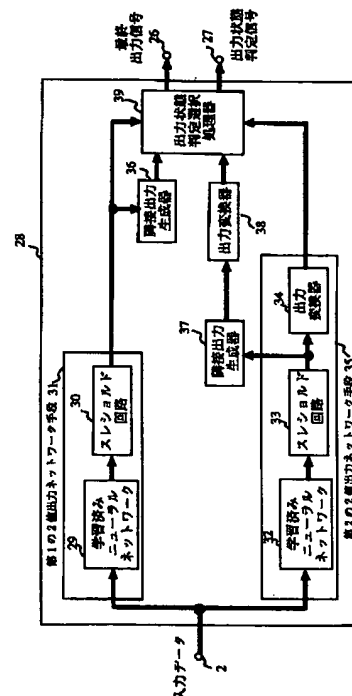 28
第1の2値出力ネットワーク手段 31
29
学習済み
ニューラル
ネットワーク
30
スレショルド
回路
36
隣接出力
生成器
39
出力状態
判定選択
処理器
最終
出力信号
26
27
出力状態
判定信号
入力データ
2
37
隣接出力
生成器
出力変換器
38
32
学習済み
ニューラル
ネットワーク
スレショルド
回路
33
34
出力
変換器
第2の2値出力ネットワーク手段 35